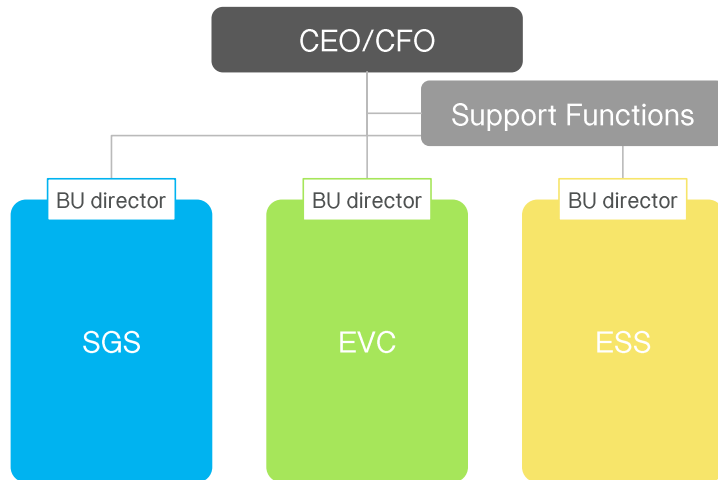 CEO/CFO
Support Functions
BU director
BU director
BU director
SGS
EVC
ESS